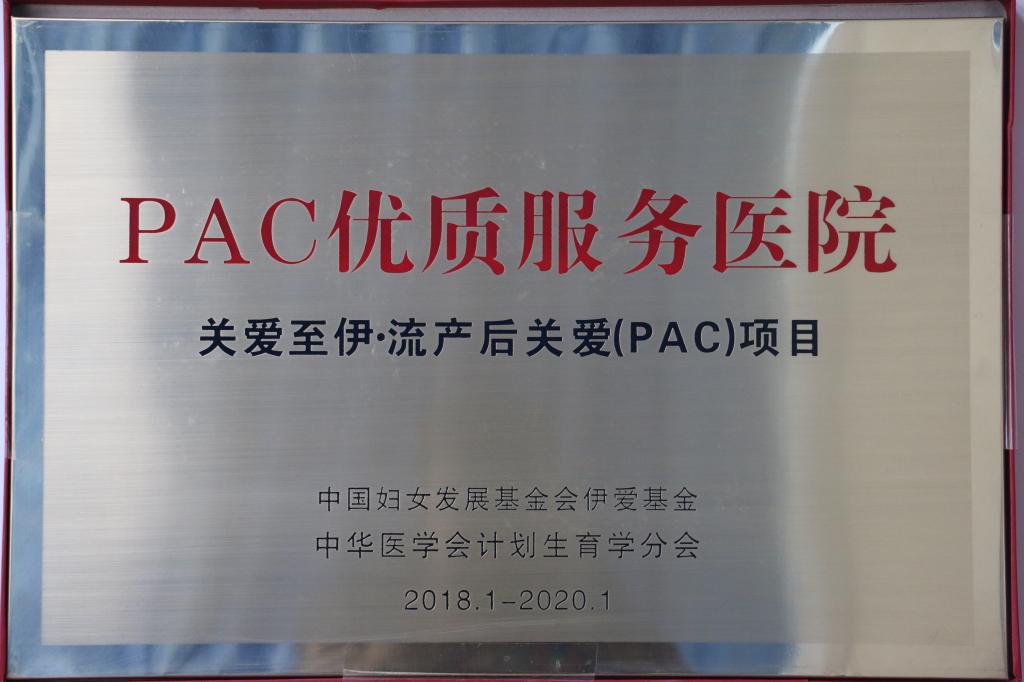 PAC优质服务医院
关爱至伊·流产后关爱(PAC)项目
中国妇女发展基金会伊爱基金
中华医学会计划生育学分会
2018.1-2020.1